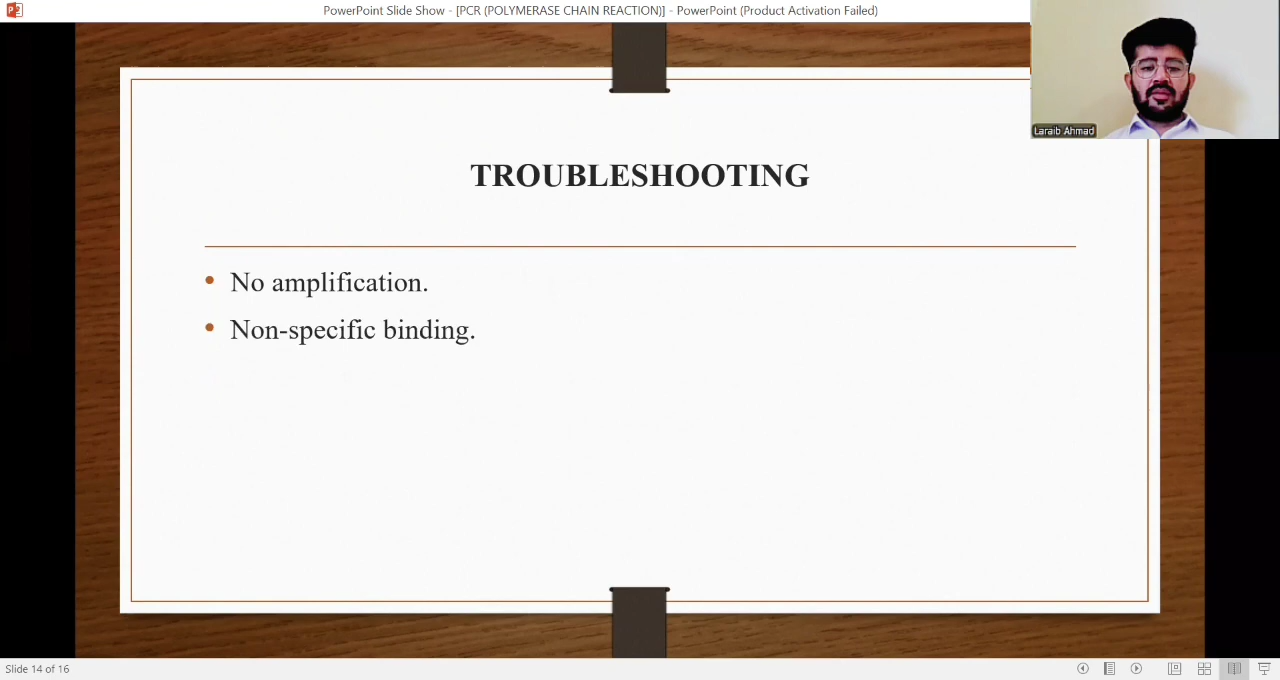 PowerPoint Slide Show - [PCR (POLYMERASE CHAIN REACTION)] - PowerPoint (Product Activation Failed)
Laraib Ahmad
TROUBLESHOOTING
• No amplification.
• Non-specific binding.
Slide 14 of 16